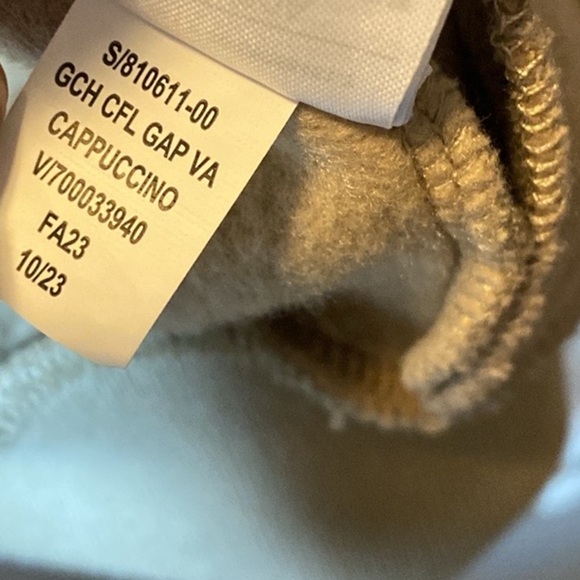 S/810611-00
GCH CFL GAP VA
CAPPUCCINO
V/700033940
FA23
10/23